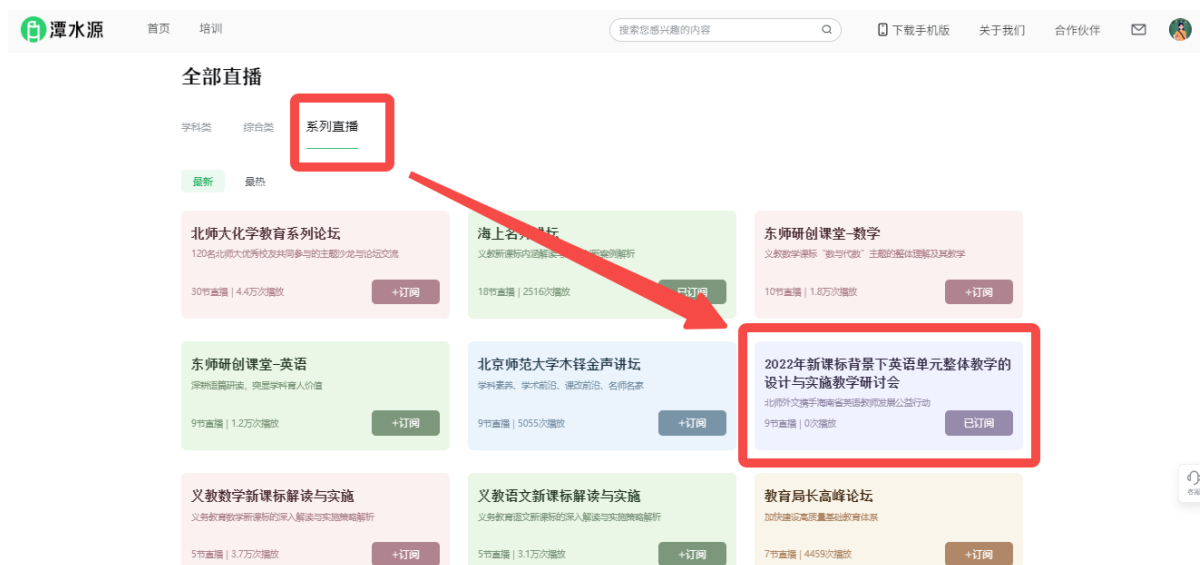 潭水源
首页 培训
搜索您感兴趣的内容
下载手机版 关于我们 合作伙伴
全部直播
学科类 综合类 系列直播
最新 最热
北师大化学教育系列论坛
120名北师大优秀校友共同参与的主题沙龙与论坛交流
30节直播 | 4.4万次播放
+订阅
海上名
坛
义教新课标内涵解读
案例解析
18节直播 | 2516次播放
已订阅
东师研创课堂-数学
义教数学课标“数与代数”主题的整体理解及其教学
10节直播 | 1.8万次播放
+订阅
东师研创课堂-英语
深耕语篇研读，突显学科育人价值
9节直播 | 1.2万次播放
+订阅
北京师范大学木铎金声讲坛
学科素养、学术前沿、课改前沿、名师名家
9节直播 | 5055次播放
+订阅
2022年新课标背景下英语单元整体教学的
设计与实施教学研讨会
北师外文携手海南省英语教师发展公益行动
9节直播 | 0次播放
已订阅
义教数学新课标解读与实施
义务教育数学新课标的深入解读与实施策略解析
5节直播 | 3.7万次播放
+订阅
义教语文新课标解读与实施
义务教育语文新课标的深入解读与实施策略解析
5节直播 | 3.1万次播放
+订阅
教育局长高峰论坛
加快建设高质量基础教育体系
7节直播 | 4459次播放
+订阅